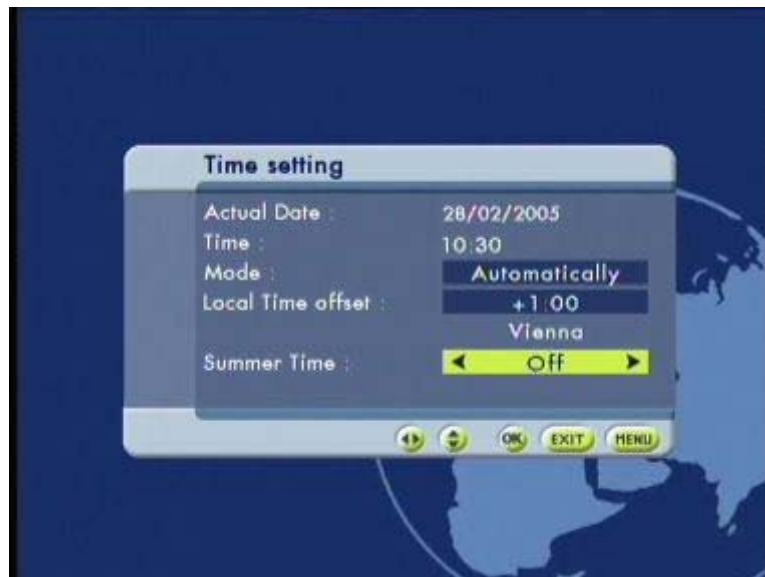 Time setting
Actual Date : 28/02/2005
Time : 10:30
Mode : Automatically
Local Time offset : +1:00
Vienna
Summer Time : Off
OK EXIT MENU